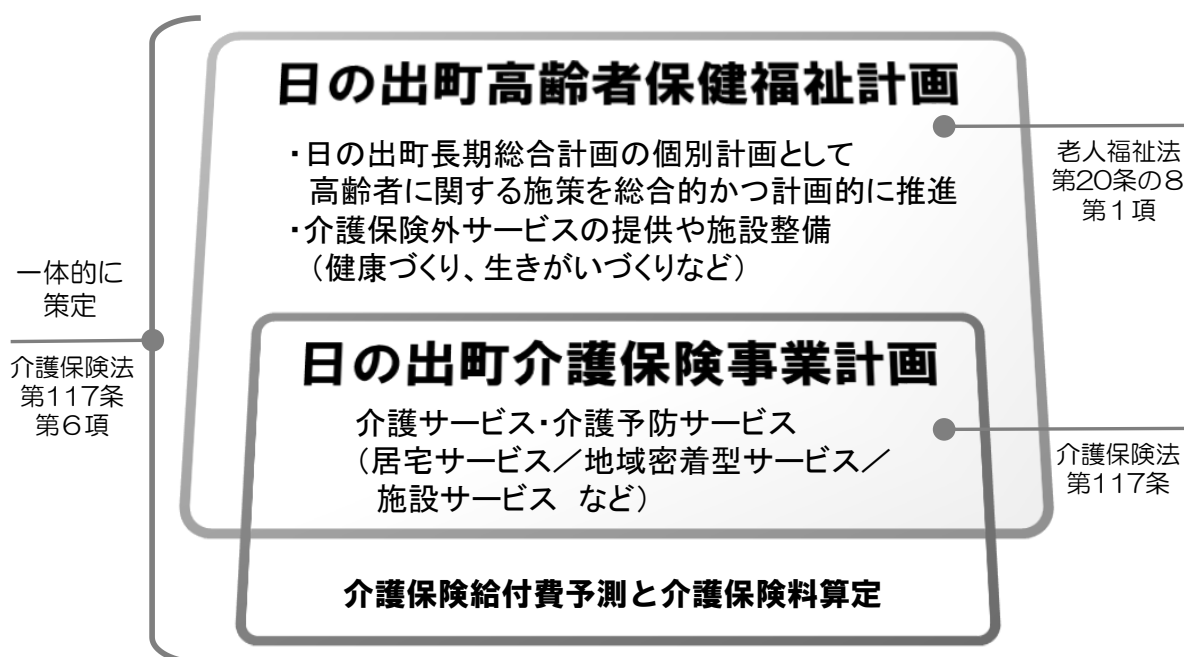 日の出町高齢者保健福祉計画
・日の出町長期総合計画の個別計画として
高齢者に関する施策を総合的かつ計画的に推進
・介護保険外サービスの提供や施設整備
（健康づくり、生きがいづくりなど）
老人福祉法
第20条の8
第1項
一体的に
策定
介護保険法
第117条
第6項
日の出町介護保険事業計画
介護サービス・介護予防サービス
（居宅サービス／地域密着型サービス／
施設サービス　など）
介護保険法
第117条
介護保険給付費予測と介護保険料算定